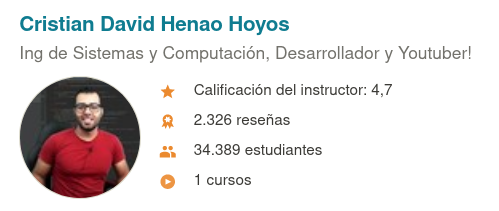 Cristian David Henao Hoyos
Ing de Sistemas y Computación, Desarrollador y Youtuber!
Calificación del instructor: 4,7
2.326 reseñas
34.389 estudiantes
1 cursos